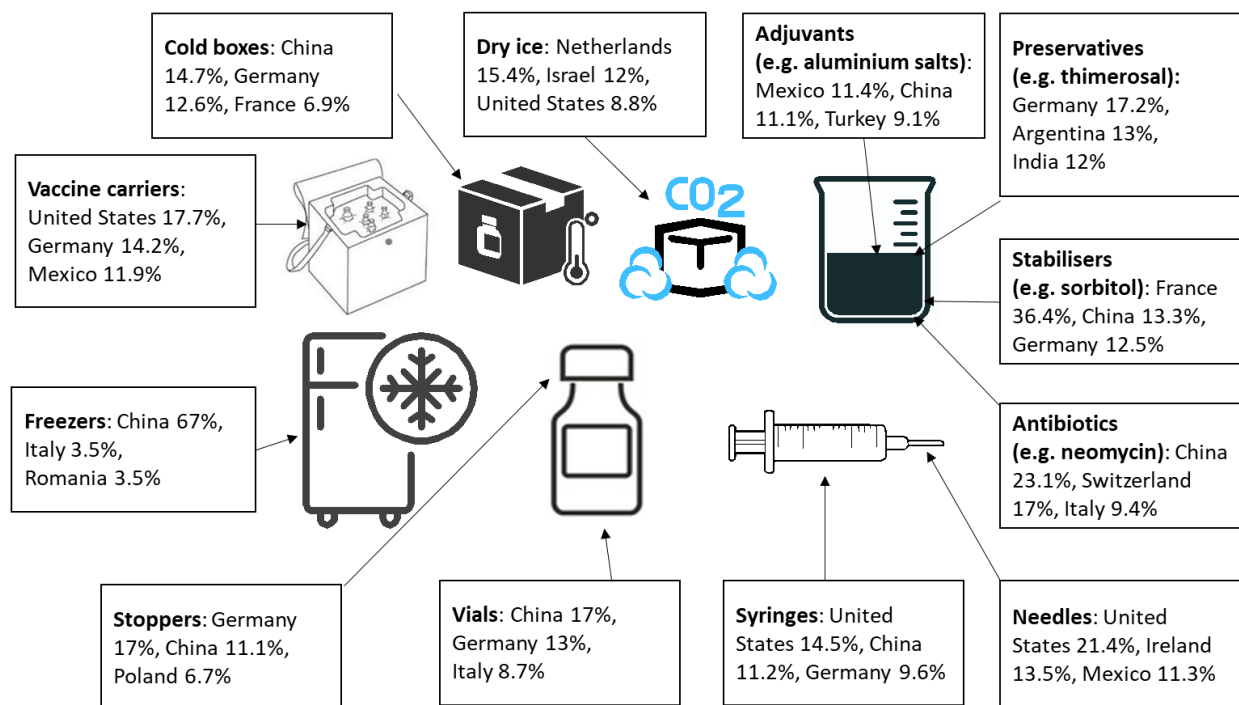 Cold boxes: China
14.7%, Germany
12.6%, France 6.9%
Dry ice: Netherlands
15.4%, Israel 12%,
United States 8.8%
Adjuvants
(e.g. aluminium salts):
Mexico 11.4%, China
11.1%, Turkey 9.1%
Preservatives
(e.g. thimerosal):
Germany 17.2%,
Argentina 13%,
India 12%
Vaccine carriers:
United States 17.7%,
Germany 14.2%,
Mexico 11.9%
CO2
Stabilisers
(e.g. sorbitol): France
36.4%, China 13.3%,
Germany 12.5%
Freezers: China 67%,
Italy 3.5%,
Romania 3.5%
Antibiotics
(e.g. neomycin): China
23.1%, Switzerland
17%, Italy 9.4%
Stoppers: Germany
17%, China 11.1%,
Poland 6.7%
Vials: China 17%,
Germany 13%,
Italy 8.7%
Syringes: United
States 14.5%, China
11.2%, Germany 9.6%
Needles: United
States 21.4%, Ireland
13.5%, Mexico 11.3%